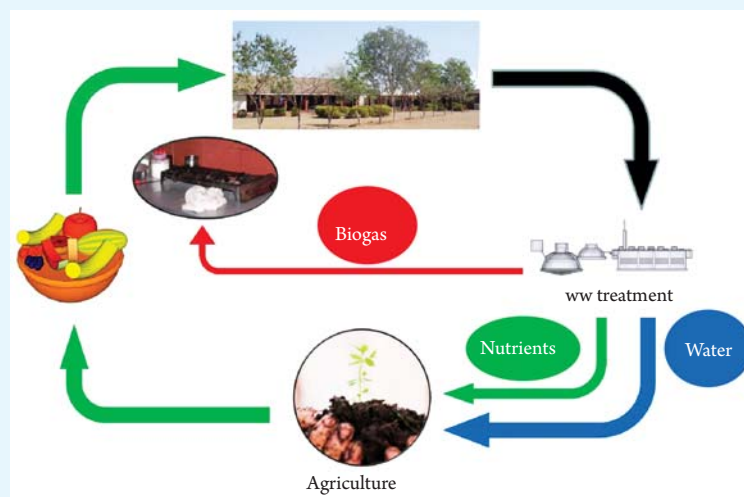 Biogas
ww treatment
Nutrients
Water
Agriculture